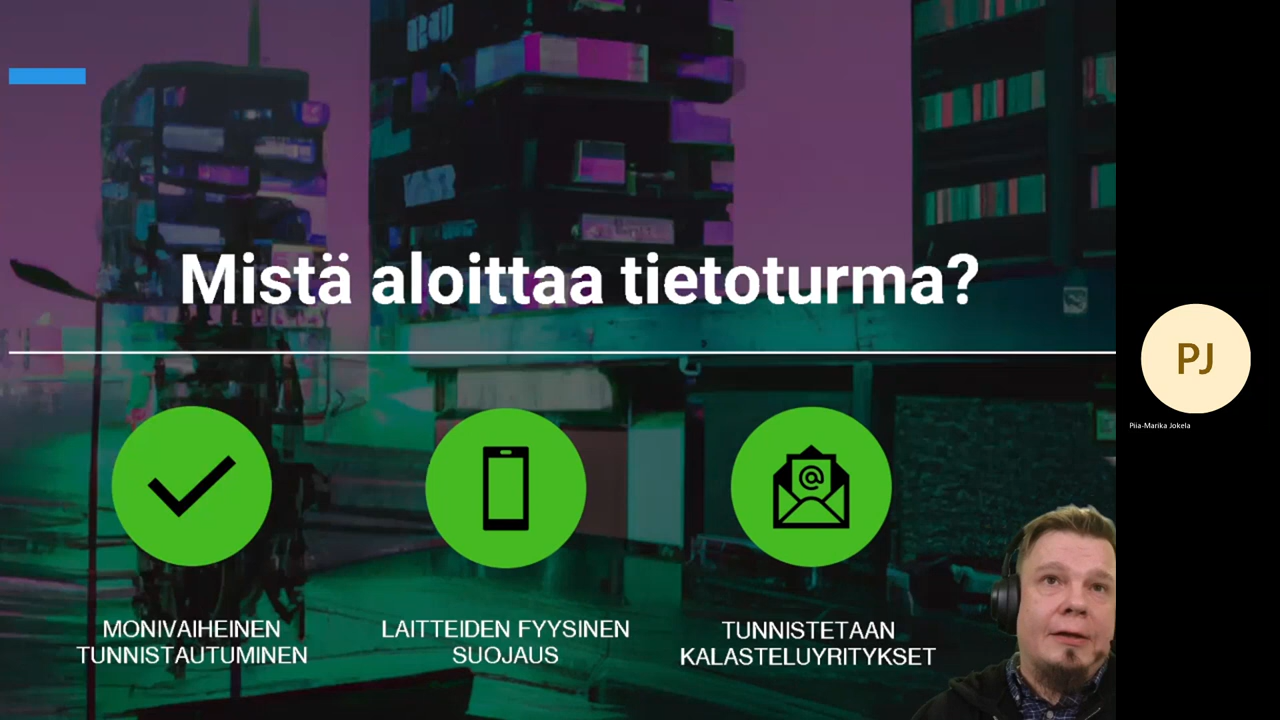 Mistä aloittaa tietoturma?
MONIVAIHEINEN
TUNNISTAUTUMINEN
LAITTEIDEN FYYSINEN
SUOJAUS
TUNNISTETAAN
KALASTELUYRITYKSET
PJ
Piia-Marika Jokela